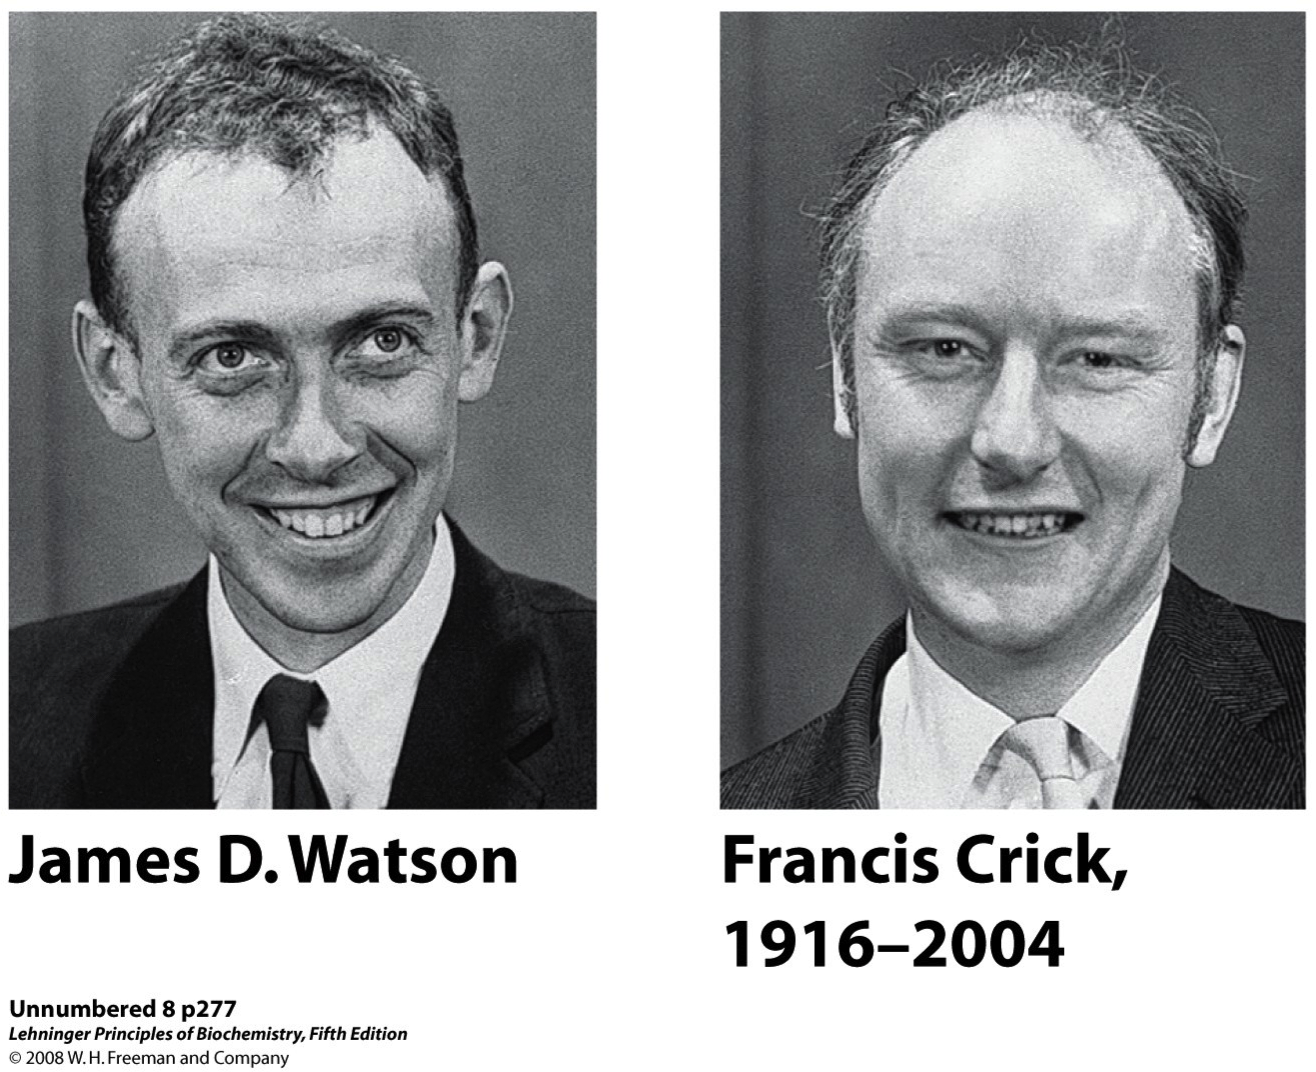 James D. Watson
Francis Crick,
1916–2004
Unnumbered 8 p277
Lehninger Principles of Biochemistry, Fifth Edition
© 2008 W. H. Freeman and Company